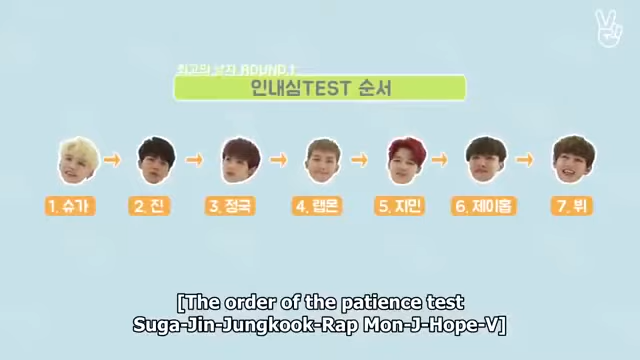 최고의 남자 ROUND.1
인내심TEST 순서
1. 슈가
2. 진
3. 정국
4. 랩몬
5. 지민
6. 제이홉
7. 뷔
[The order of the patience test
Suga-Jin-Jungkook-Rap Mon-J-Hope-V]